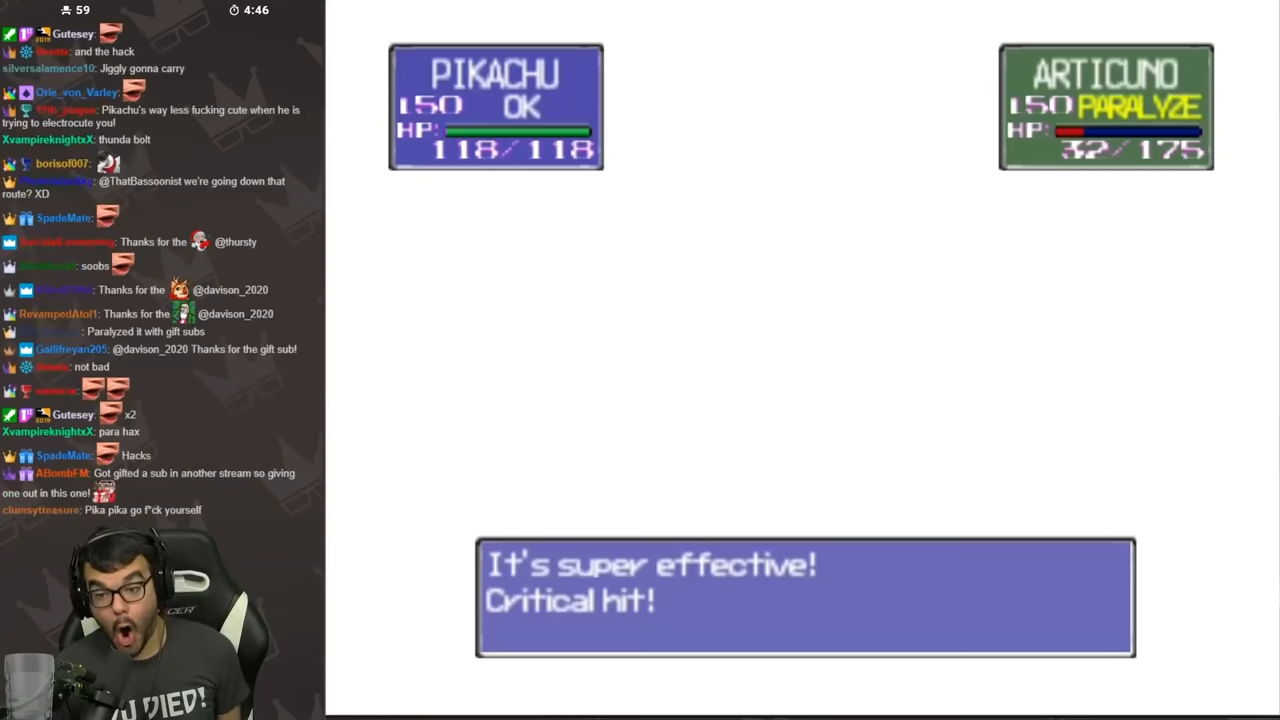 59
4:46
Gutesey:
and the hack
silversalamence10: Jiggly gonna carry
Orie_von_Varley:
Pikachu's way less fucking cute when he is
trying to electrocute you!
XvampireknightxX: thunda bolt
borisof007:
@ThatBassoonist we're going down that
route? XD
SpadeMate:
Thanks for the @thursty
soobs
Thanks for the @davison_2020
RevampedAtol1: Thanks for the @davison_2020
: Paralyzed it with gift subs
Gallifreyan205: @davison_2020 Thanks for the gift sub!
not bad
Gutesey: x2
XvampireknightxX: para hax
SpadeMate: Hacks
ABombFM: Got gifted a sub in another stream so giving
one out in this one!
clumsytreasure: Pika pika go f*ck yourself
DIED!
PIKACHU
150 OK
HP:
118/118
ARTICUNO
150 PARALYZE
HP:
32/175
It's super effective!
Critical hit!